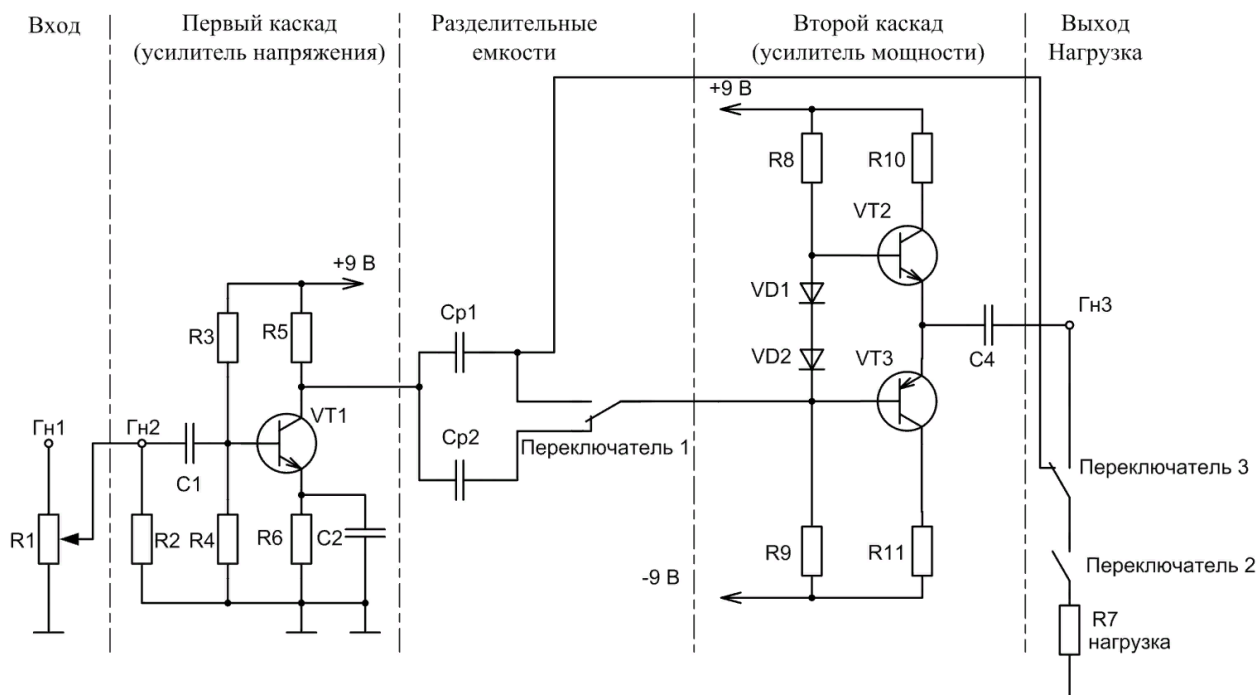 Вход
Первый каскад
(усилитель напряжения)
Разделительные
емкости
Второй каскад
(усилитель мощности)
Выход
Нагрузка
+9 В
R8
R10
VT2
+9 В
VD1
Гн3
Ср1
R3
R5
VD2
VT3
C4
VT1
Гн1
Гн2
Ср2
Переключатель 1
C1
Переключатель 3
R1
R2
R4
R6
C2
R9
R11
Переключатель 2
-9 В
R7
нагрузка